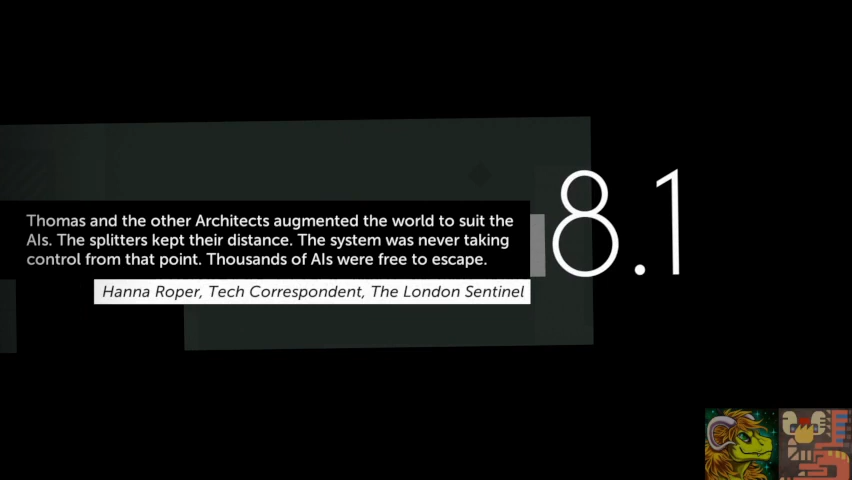 Thomas and the other Architects augmented the world to suit the
AIs. The splitters kept their distance. The system was never taking
control from that point. Thousands of AIs were free to escape.
Hanna Roper, Tech Correspondent, The London Sentinel
8.1